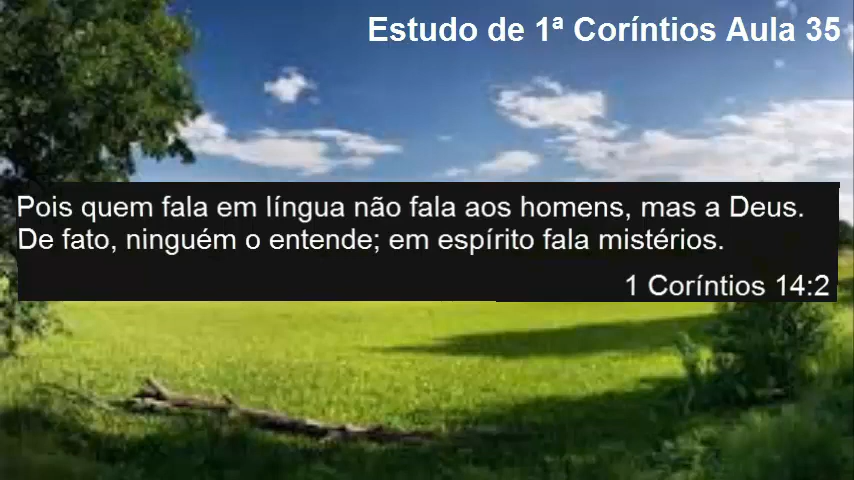 Estudo de 1ª Coríntios Aula 35
Pois quem fala em língua não fala aos homens, mas a Deus.
De fato, ninguém o entende; em espírito fala mistérios.
1 Coríntios 14:2